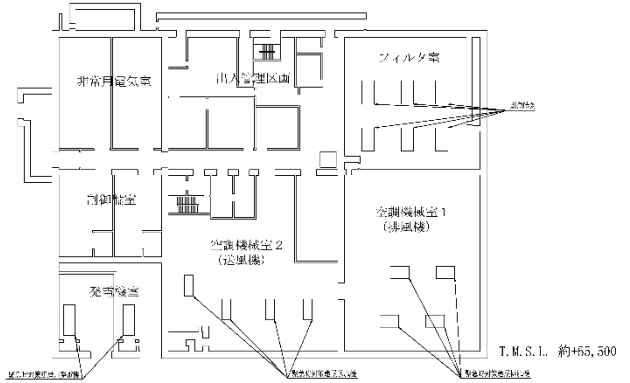 非常用電気室
出入管理区画
フィルタ室
制御盤室
空調機械室1
(排風機)
空調機械室2
(送風機)
発電機室
T.M.S.L. 約+55,500